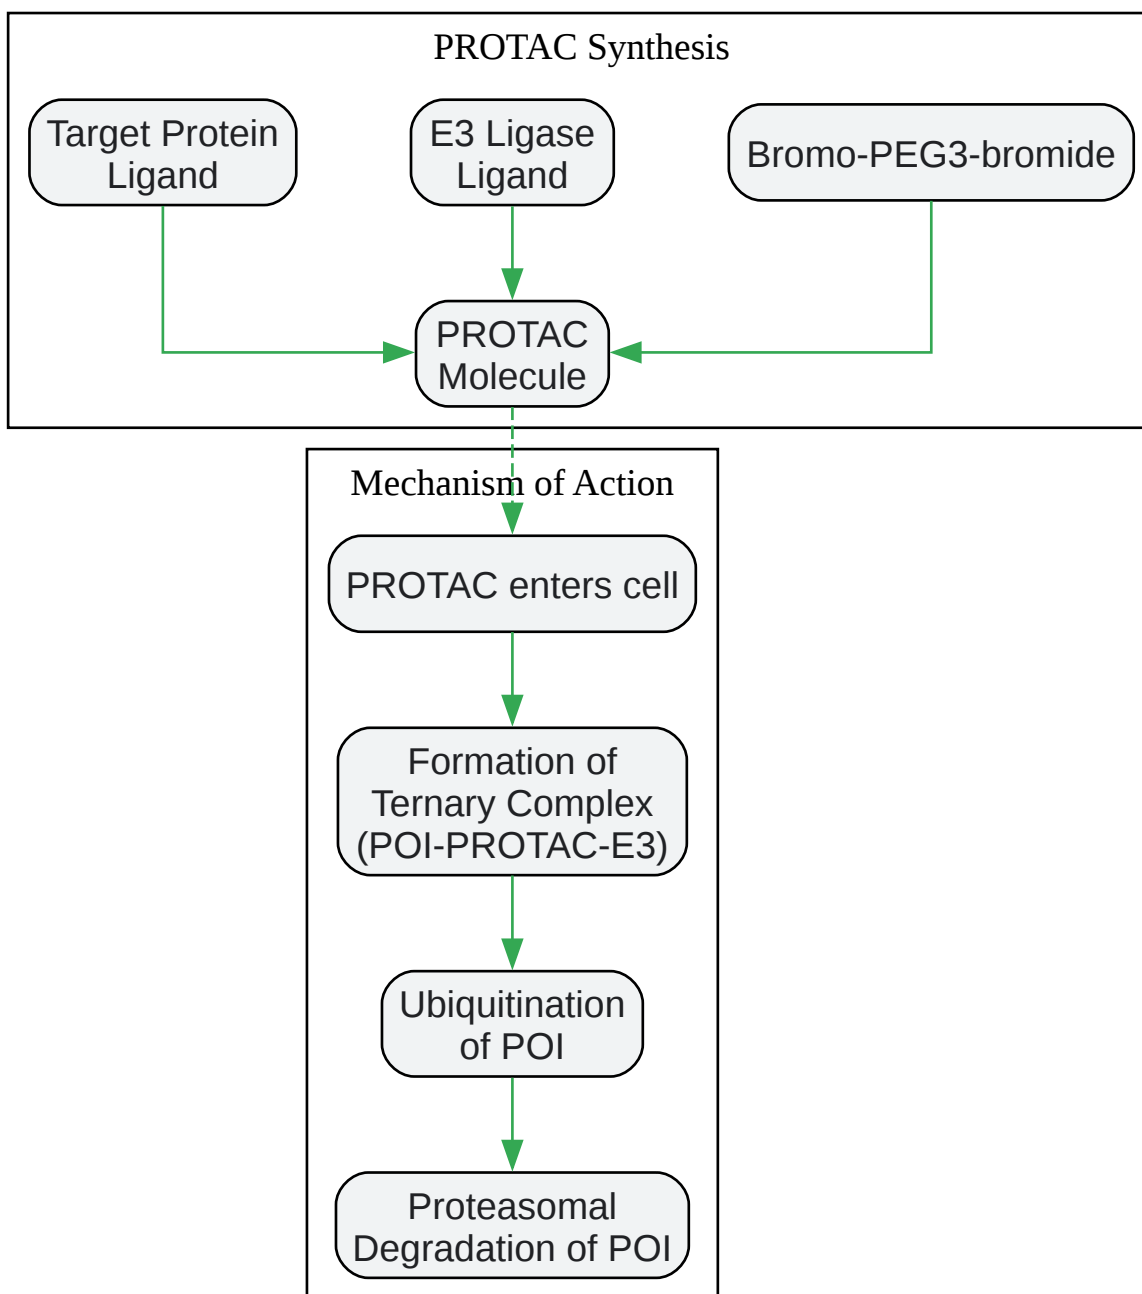 PROTAC Synthesis
Target Protein
Ligand
E3 Ligase
Ligand
Bromo-PEG3-bromide
PROTAC
Molecule
Mechanism of Action
PROTAC enters cell
Formation of
Ternary Complex
(POI-PROTAC-E3)
Ubiquitination
of POI
Proteasomal
Degradation of POI